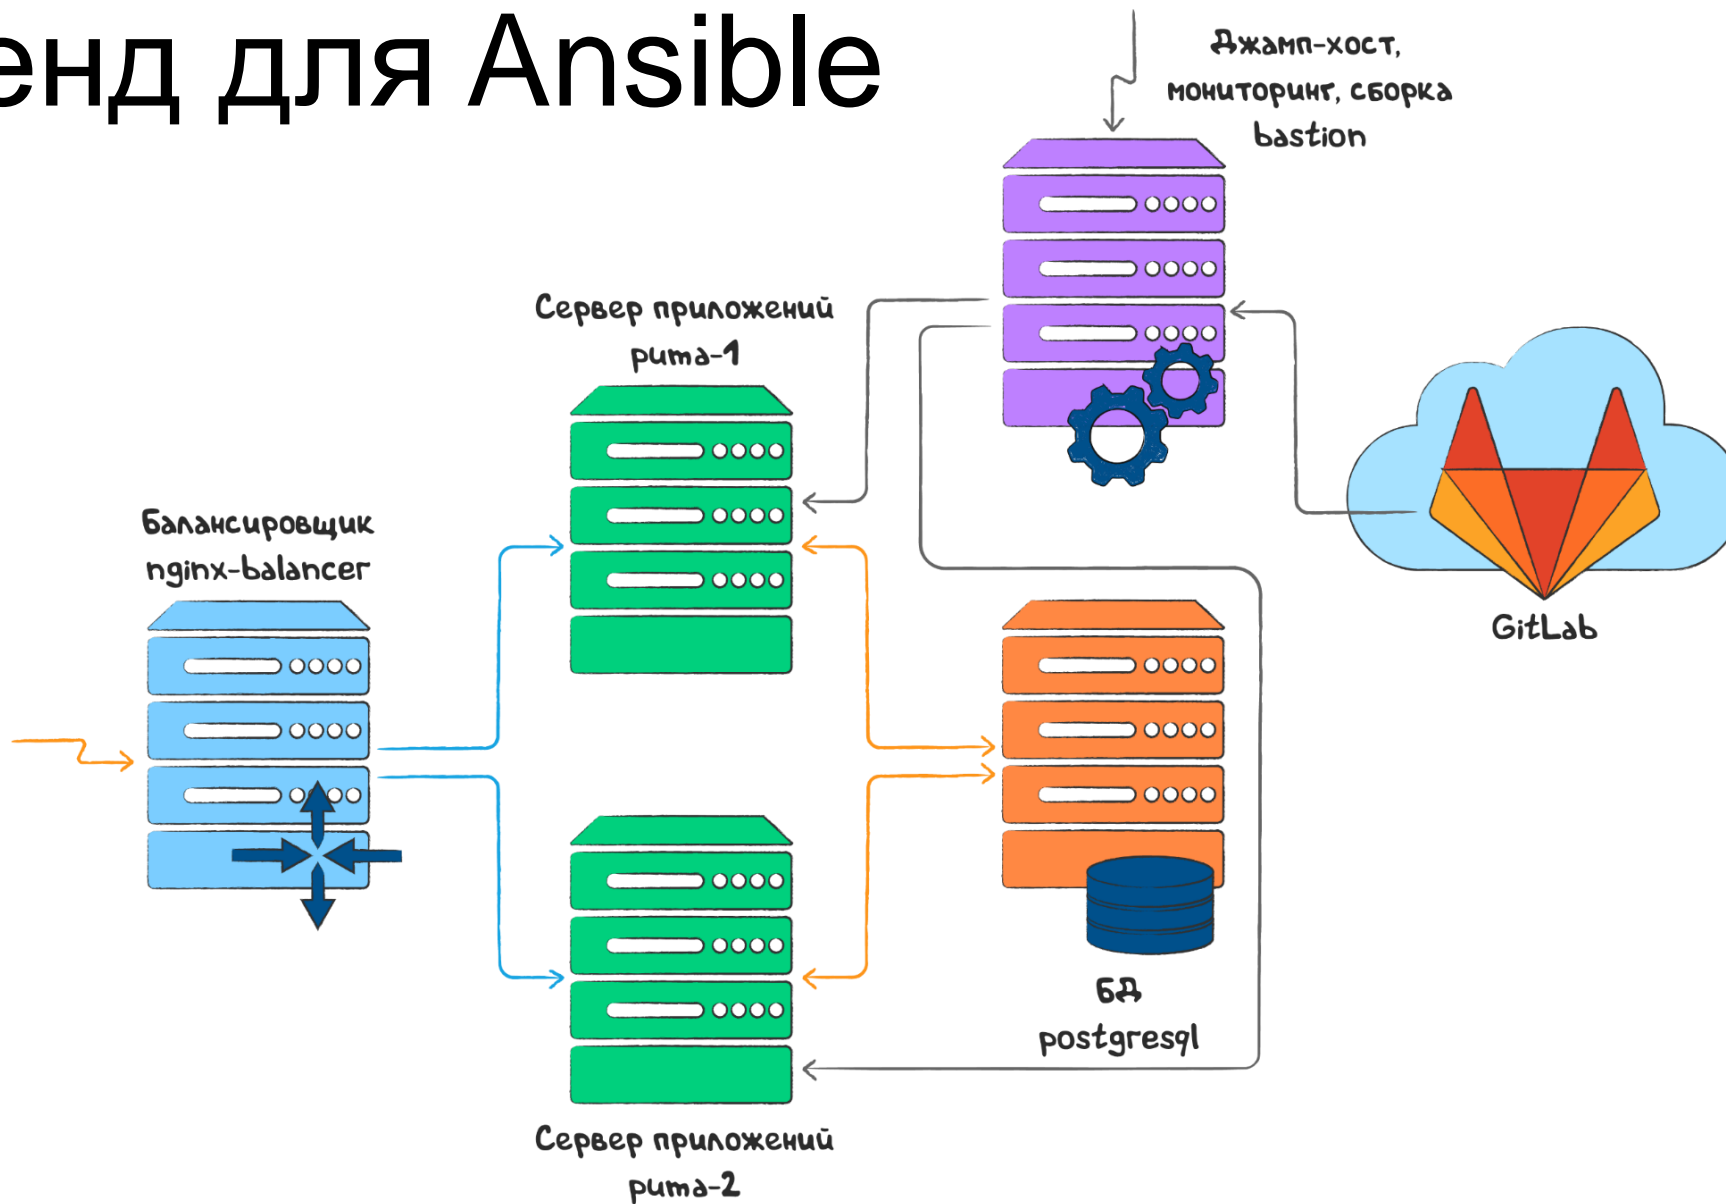 енд для Ansible
Джамп-хост,
мониторинг, сборка
bastion
Сервер приложений
puma-1
Балансировщик
nginx-balancer
GitLab
БД
postgresql
Сервер приложений
puma-2